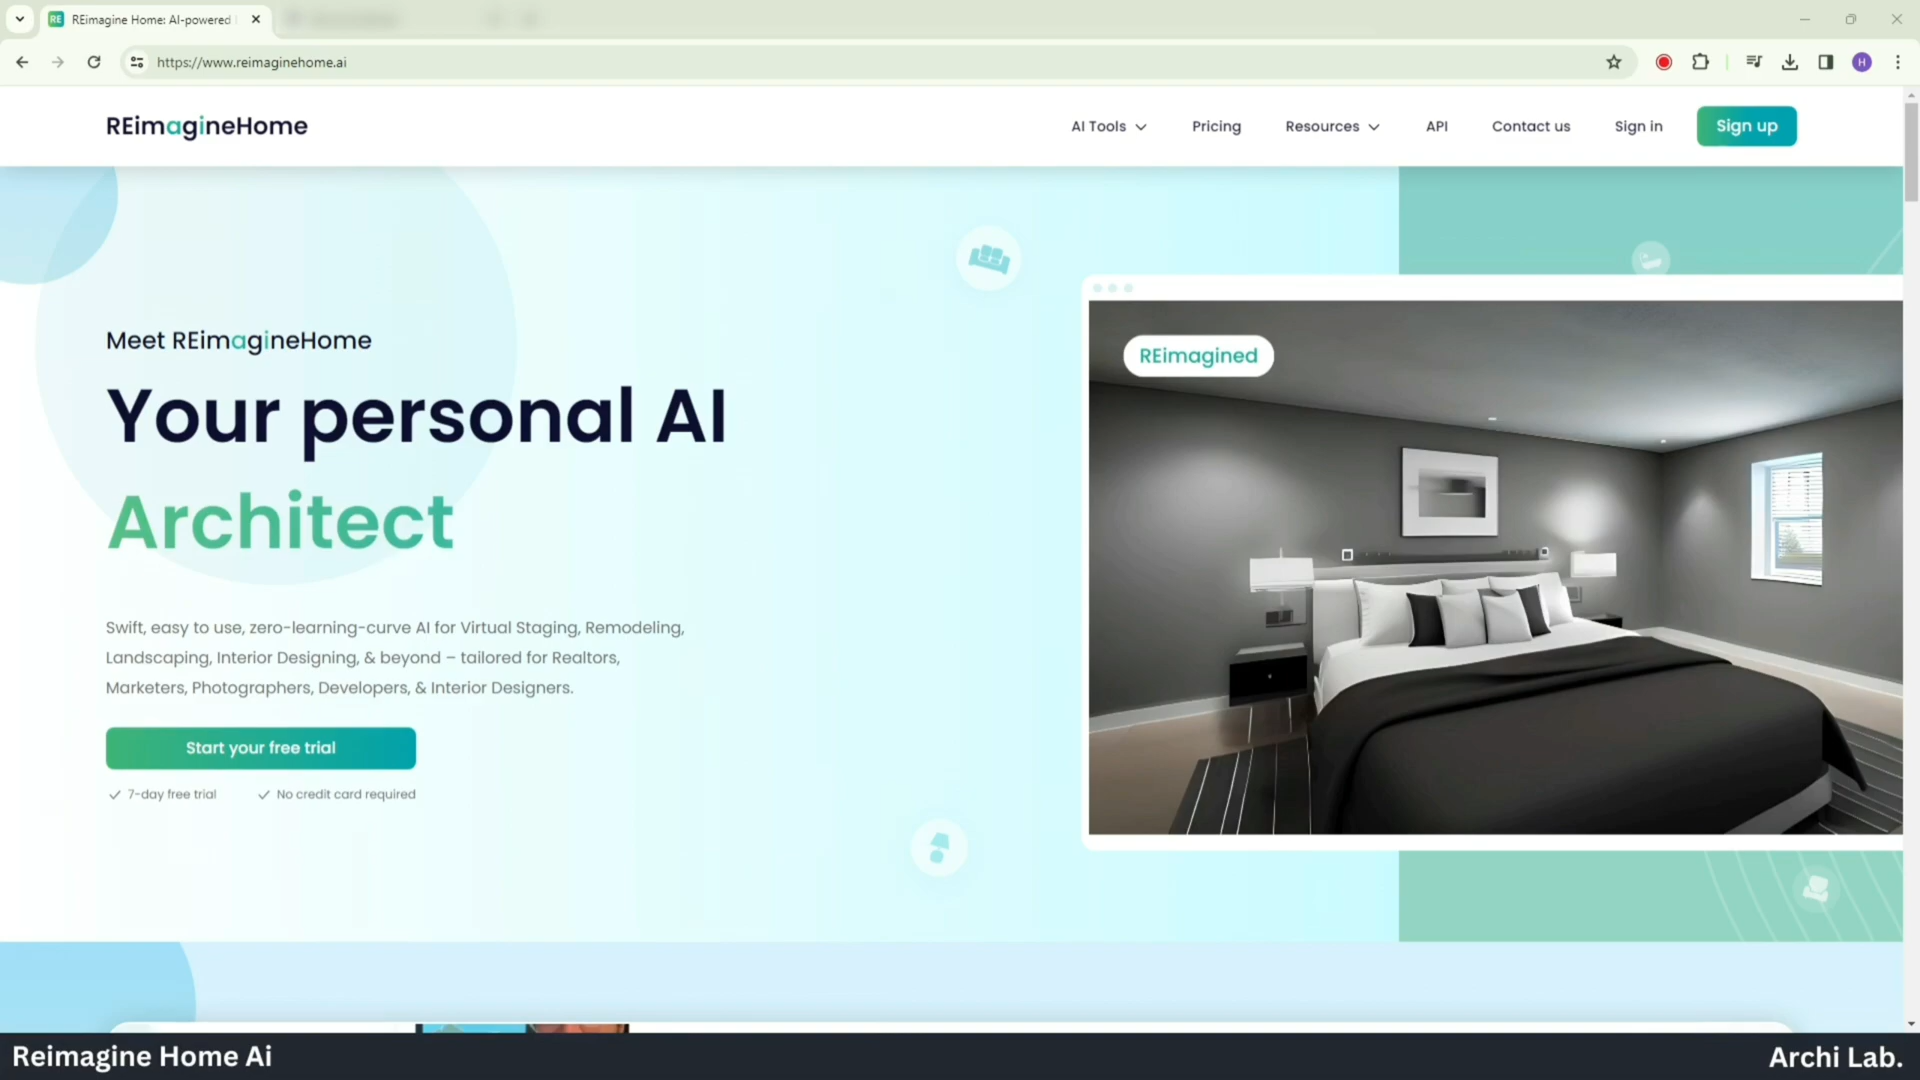 RE
REimagine Home: AI-powered
https://www.reimaginehome.ai
H
REimagineHome
AI Tools
Pricing
Resources
API
Contact us
Sign in
Sign up
Meet REimagineHome
Your personal AI
Architect
Swift, easy to use, zero-learning-curve AI for Virtual Staging, Remodeling,
Landscaping, Interior Designing, & beyond – tailored for Realtors,
Marketers, Photographers, Developers, & Interior Designers.
Start your free trial
7-day free trial
No credit card required
REimagined
Reimagine Home Ai
Archi Lab.